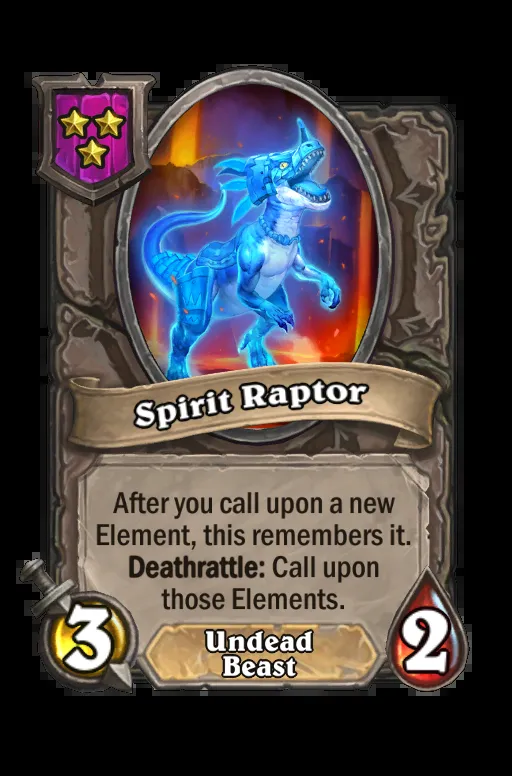 Spirit Raptor
After you call upon a new
Element, this remembers it.
Deathrattle: Call upon
those Elements.
3
Undead
Beast
2